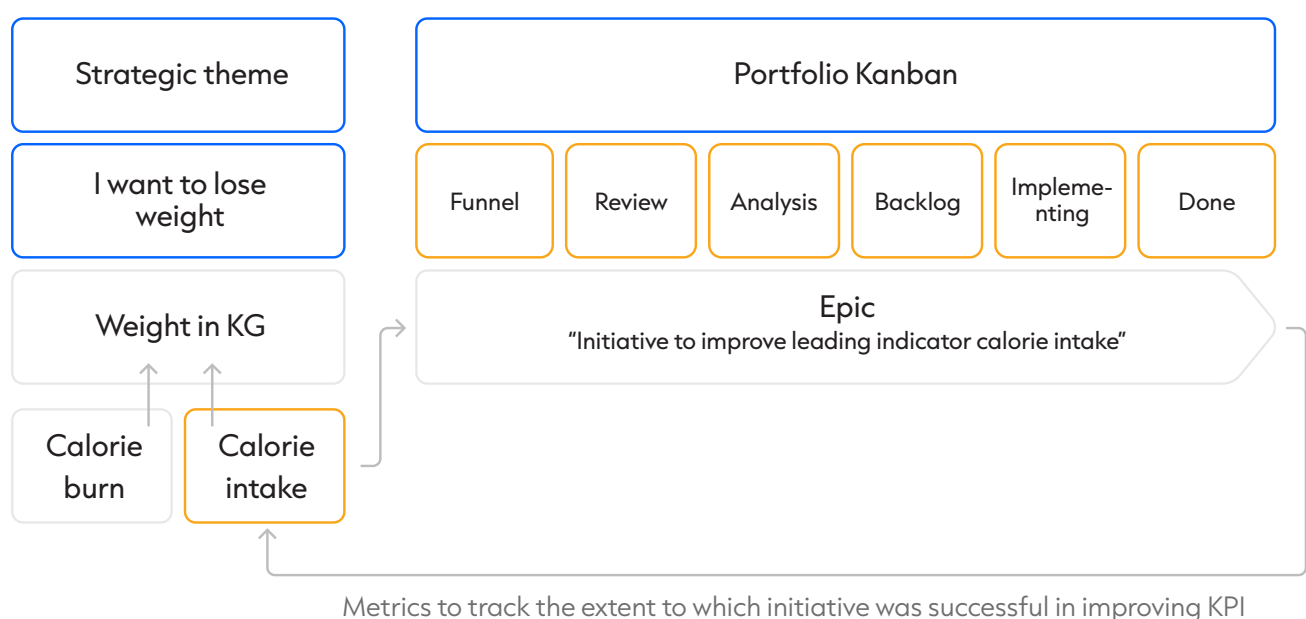 Strategic theme
Portfolio Kanban
I want to lose
weight
Funnel
Review
Analysis
Backlog
Impleme-
nting
Done
Weight in KG
Epic
“Initiative to improve leading indicator calorie intake”
Calorie
burn
Calorie
intake
Metrics to track the extent to which initiative was successful in improving KPI